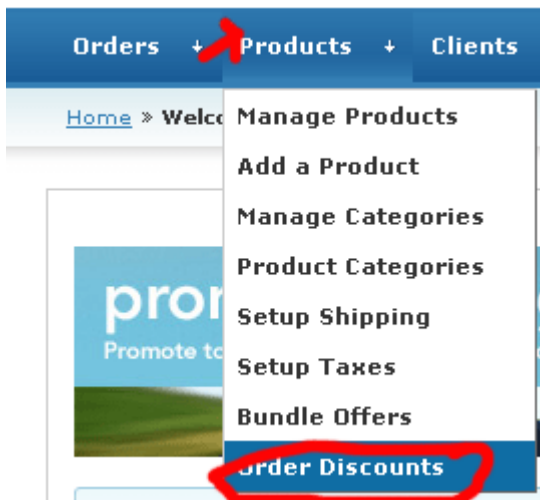 Orders Products Clients
Home » Welc
Manage Products
Add a Product
Manage Categories
Product Categories
Setup Shipping
Promote to
Setup Taxes
Bundle Offers
Order Discounts